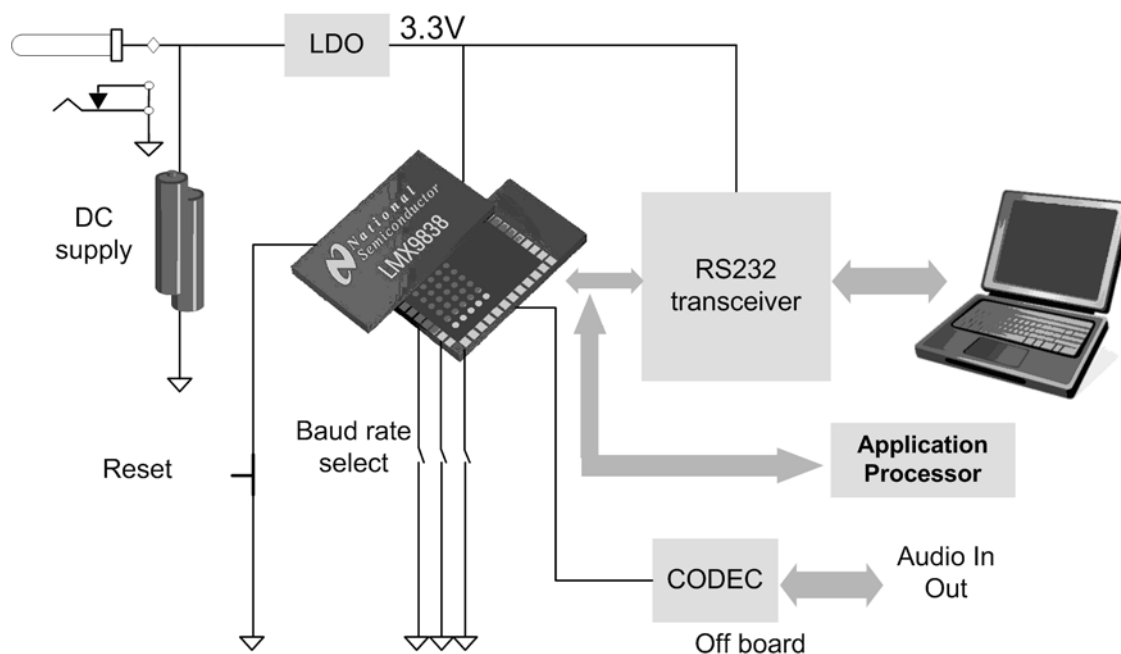 LDO
3.3V
DC
supply
National
Semiconductor
LMX9838
RS232
transceiver
Baud rate
select
Reset
Application
Processor
CODEC
Audio In
Out
Off board